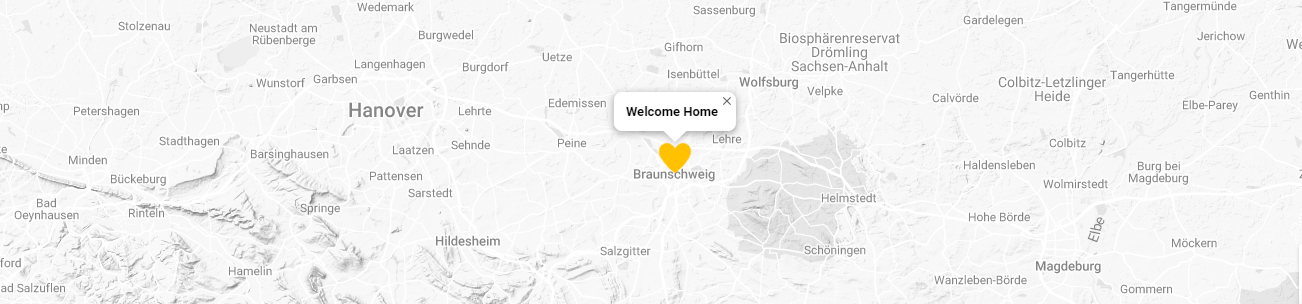 Wedemark
Sassenburg
Tangermünde
Stolzenau
Neustadt am
Rübenberge
Burgwedel
Gardelegen
Jerichow
Gifhorn
Biosphärenreservat
Drömling
Sachsen-Anhalt
Uetze
Langenhagen
Burgdorf
Isenbüttel
Wolfsburg
Tangerhütte
Wunstorf
Garbsen
Colbitz-Letzlinger
Heide
Velpke
Genthin
Calvörde
Elbe-Parey
Petershagen
Hanover
Lehrte
Edemissen
Welcome Home
Stadthagen
Laatzen
Sehnde
Peine
Lehre
Colbitz
Minden
Barsinghausen
Haldensleben
Burg bei
Magdeburg
Bückeburg
Pattensen
Braunschweig
Wolmirstedt
Sarstedt
Helmstedt
Bad
Oeynhausen
Rinteln
Springe
Hohe Börde
Elbe
Hildesheim
Salzgitter
Schöningen
Möckern
Hamelin
Magdeburg
Wanzleben-Börde
Gommern
ford
ad Salzuflen